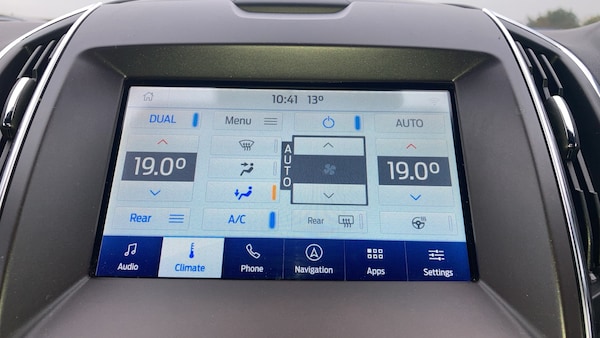 10:41 13°
DUAL Menu AUTO
AUTO
19.0° 19.0°
Rear A/C Rear
Audio Climate Phone Navigation Apps Settings